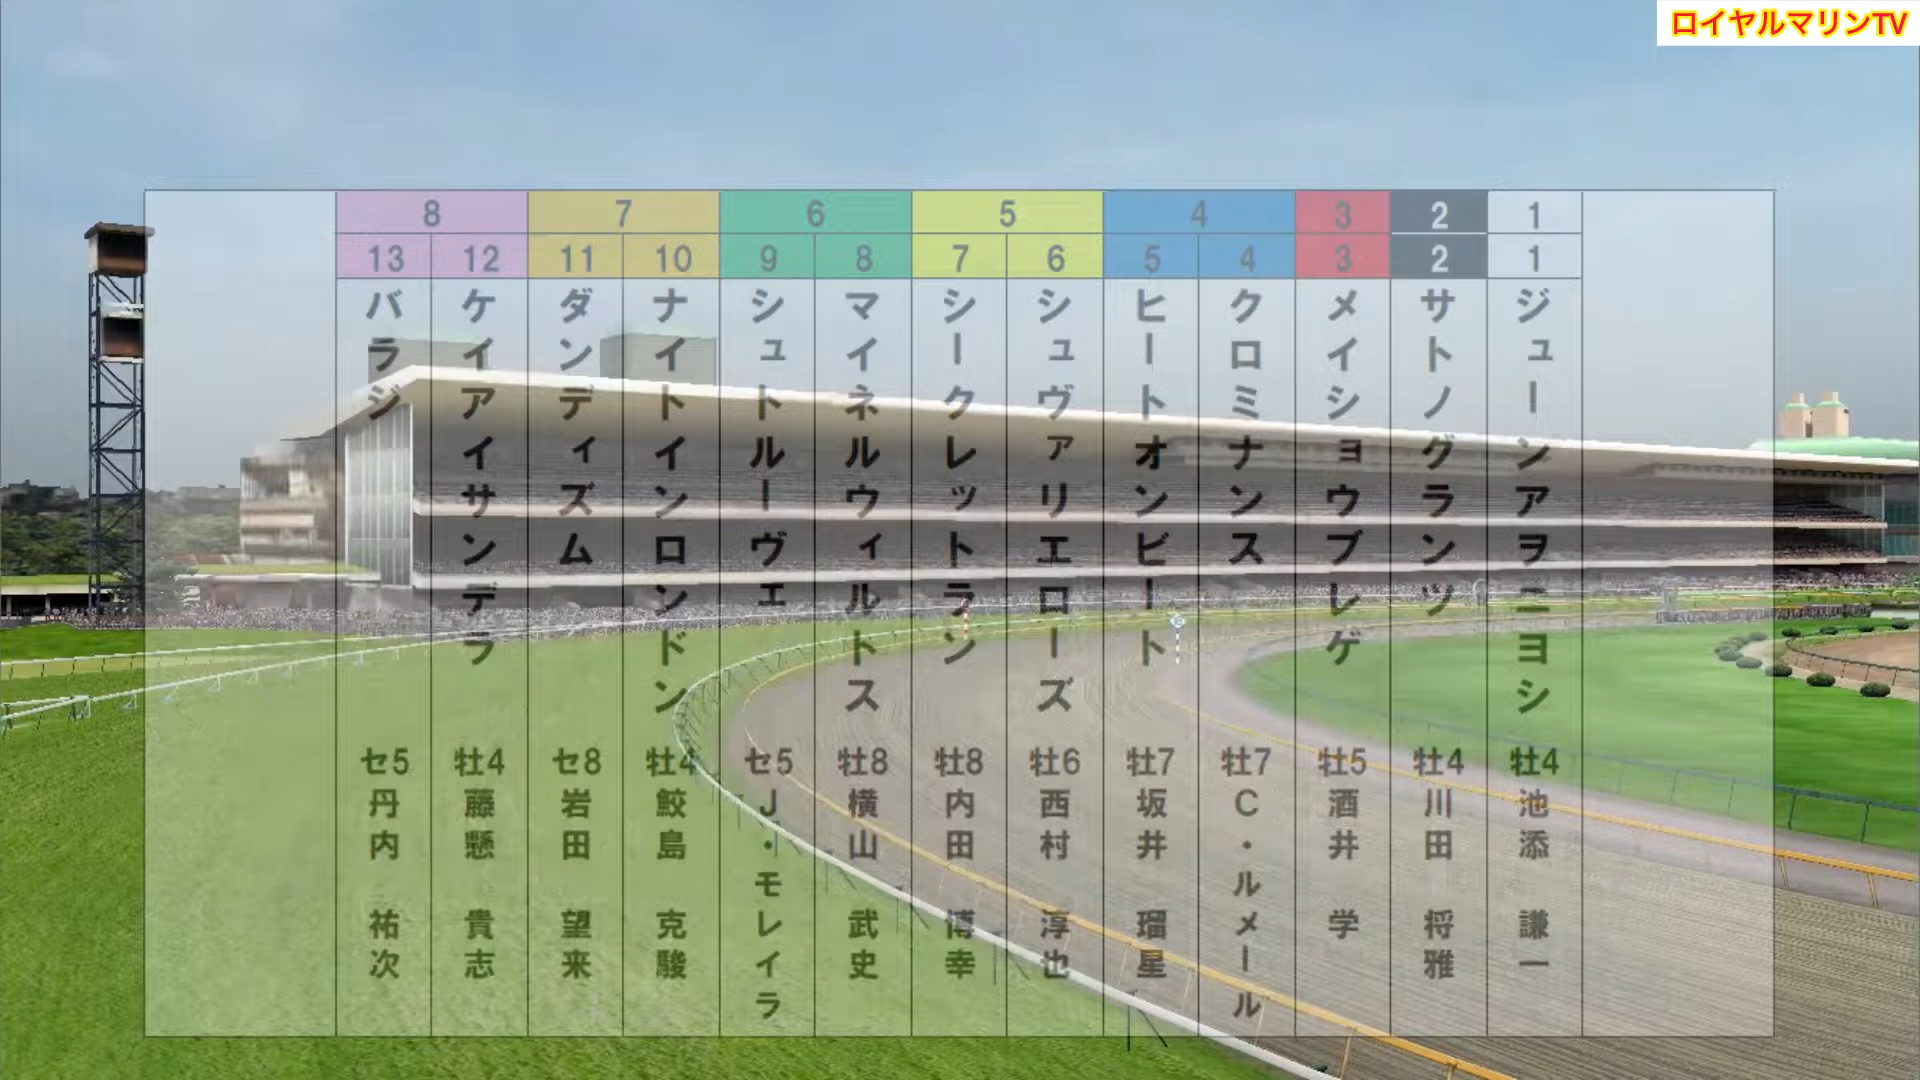 ロイヤルマリンTV
1
1
ジューンアヲニヨシ
牡4
池添 謙一
2
2
サトノグランツ
牡4
川田 将雅
3
3
メイショウブレゲ
牡5
酒井 学
4
4
クロミナンス
牡7
C・ルメール
5
ヒートオンビート
牡7
坂井 瑠星
5
6
シュヴァリエローズ
牡6
西村 淳也
7
シークレットラン
牡8
内田 博幸
6
8
マイネルウィルトス
牡8
横山 武史
9
シュトルーヴェ
セ5
J・モレイラ
7
10
ナイトインロンドン
牡4
鮫島 克駿
11
ダンディズム
セ8
岩田 望来
8
12
ケイアイサンデラ
牡4
藤懸 貴志
13
バラジ
セ5
丹内 祐次